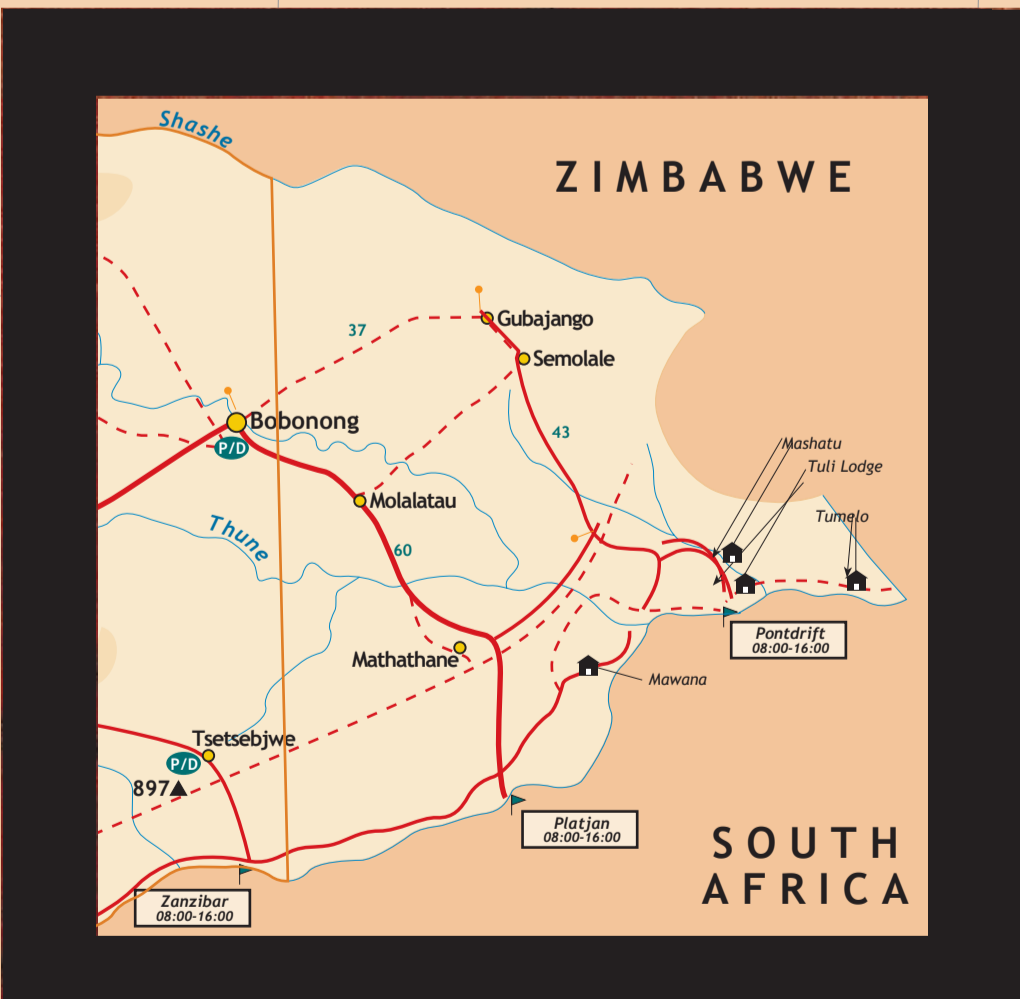 Shashe
ZIMBABWE
Gubajango
37
Semolale
Bobonong
43
P/D
Mashatu
Tuli Lodge
Molalatau
Tumelo
Thune
60
Pontdrift
08:00-16:00
Mathathane
Mawana
Tsetsebjwe
P/D
897
Platjan
08:00-16:00
SOUTH
AFRICA
Zanzibar
08:00-16:00